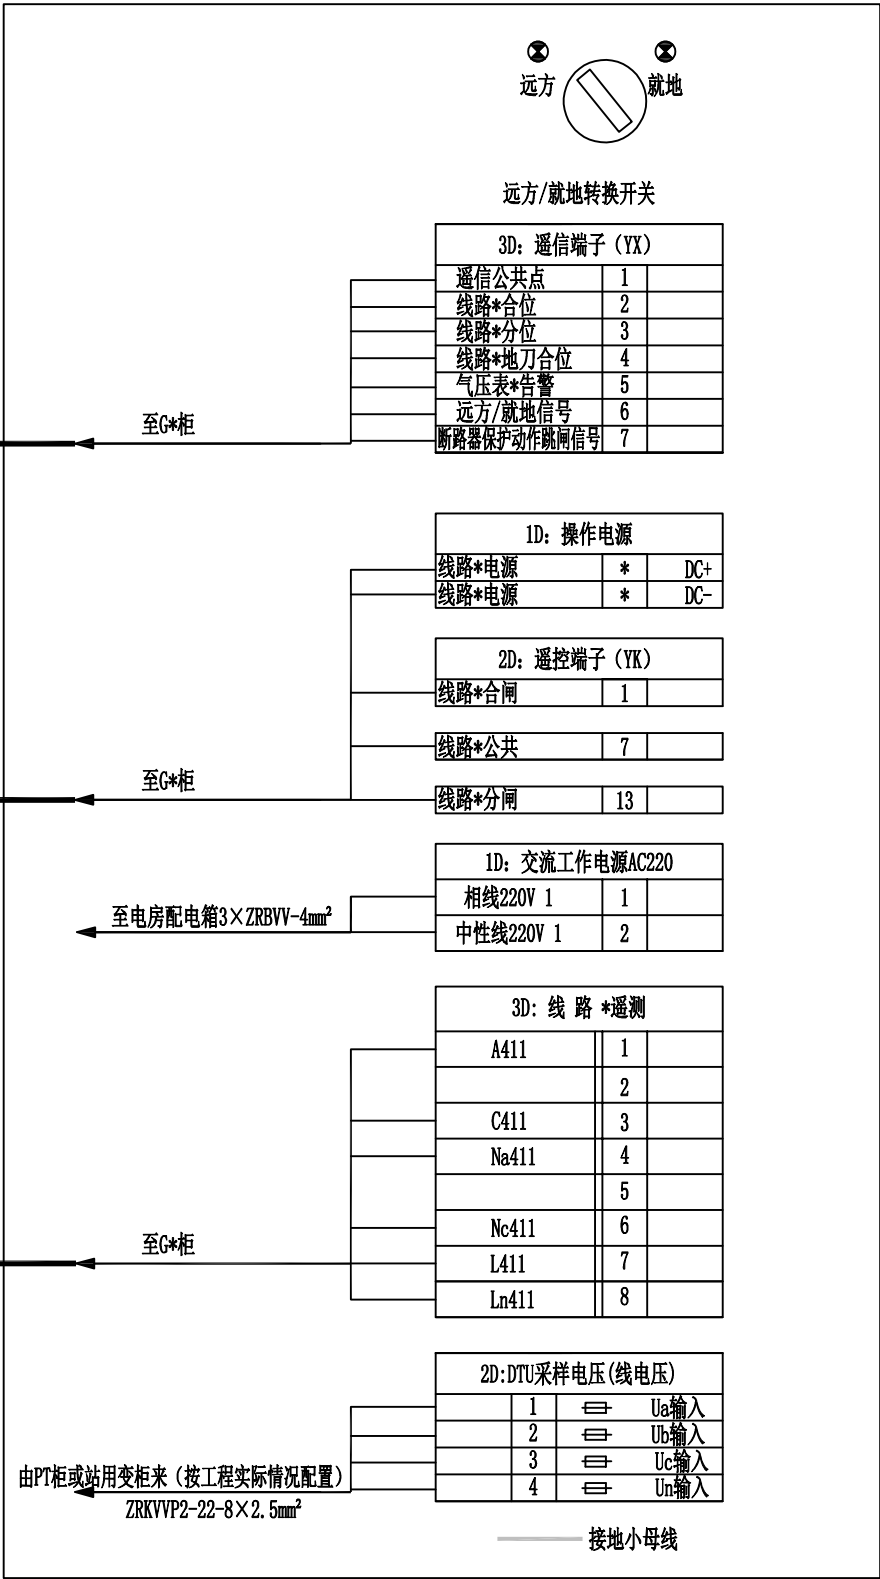 远方
就地
远方/就地转换开关
3D: 遥信端子 (YX)
遥信公共点 1
线路*合位 2
线路*分位 3
线路*地刀合位 4
气压表*告警 5
远方/就地信号 6
断路器保护动作跳闸信号 7
至G*柜
1D: 操作电源
线路*电源 * DC+
线路*电源 * DC-
2D: 遥控端子 (YK)
线路*合闸 1
线路*公共 7
至G*柜
线路*分闸 13
1D: 交流工作电源AC220
相线220V 1 1
至电房配电箱3×ZRBVV-4mm²
中性线220V 1 2
3D: 线 路 *遥测
A411 1
2
C411 3
Na411 4
5
Nc411 6
至G*柜
L411 7
Ln411 8
2D:DTU采样电压(线电压)
1 Ua输入
2 Ub输入
3 Uc输入
4 Un输入
由PT柜或站用变柜来 (按工程实际情况配置)
ZRKVVP2-22-8×2.5mm²
接地小母线